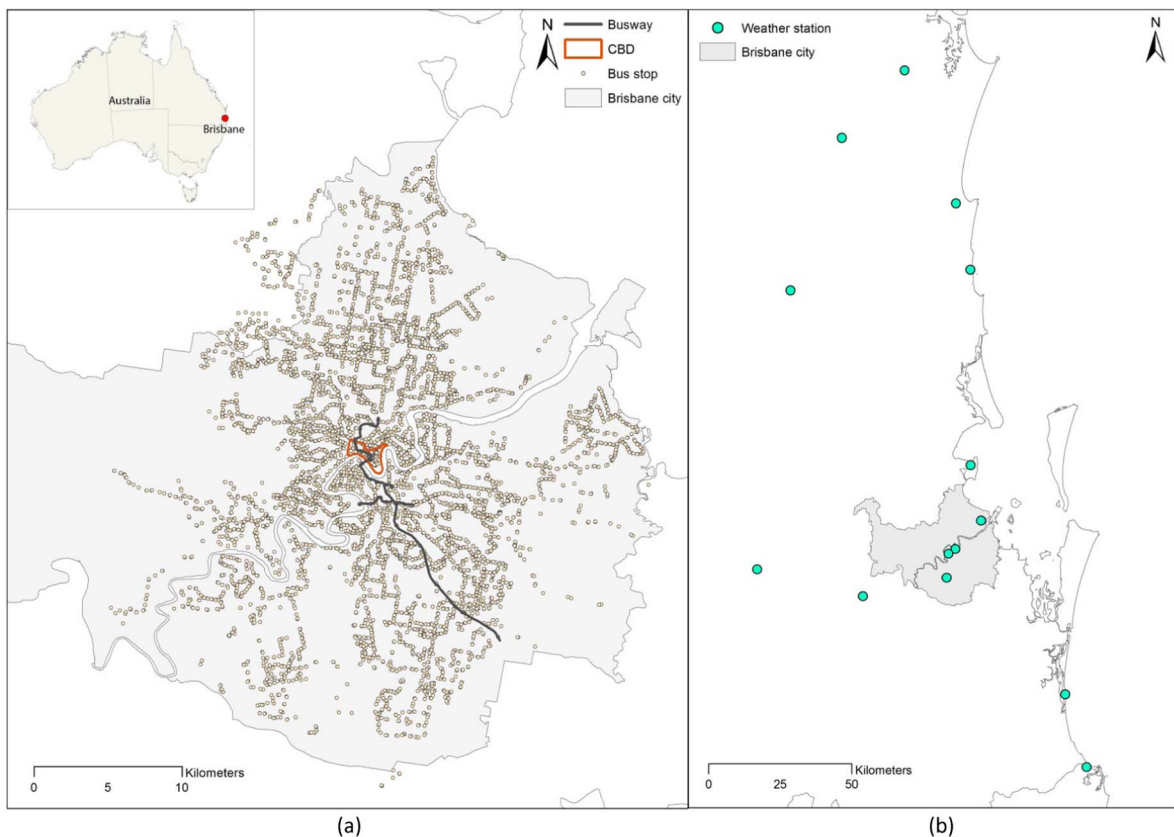 Australia
Brisbane
N
Busway
CBD
Bus stop
Brisbane city
0 5 10
Kilometers
(a)
Weather station
Brisbane city
N
0 25 50
Kilometers
(b)